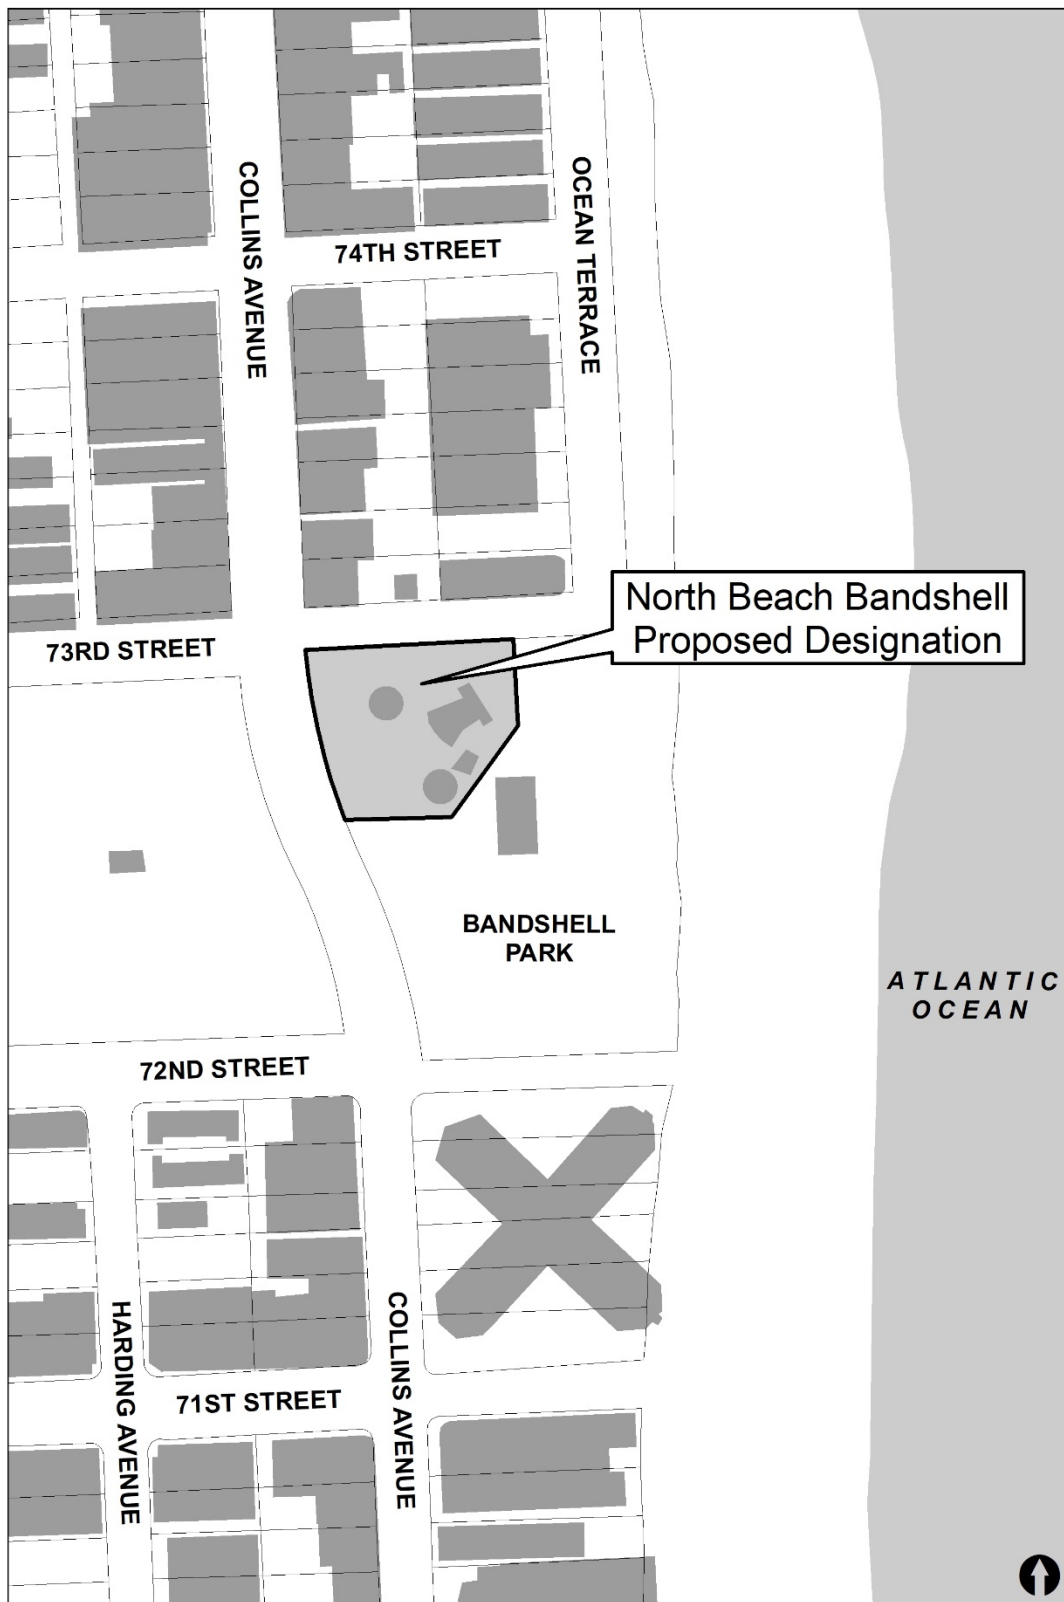 COLLINS AVENUE
74TH STREET
OCEAN TERRACE
North Beach Bandshell
Proposed Designation
73RD STREET
BANDSHELL
PARK
ATLANTIC
OCEAN
72ND STREET
HARDING AVENUE
71ST STREET
COLLINS AVENUE